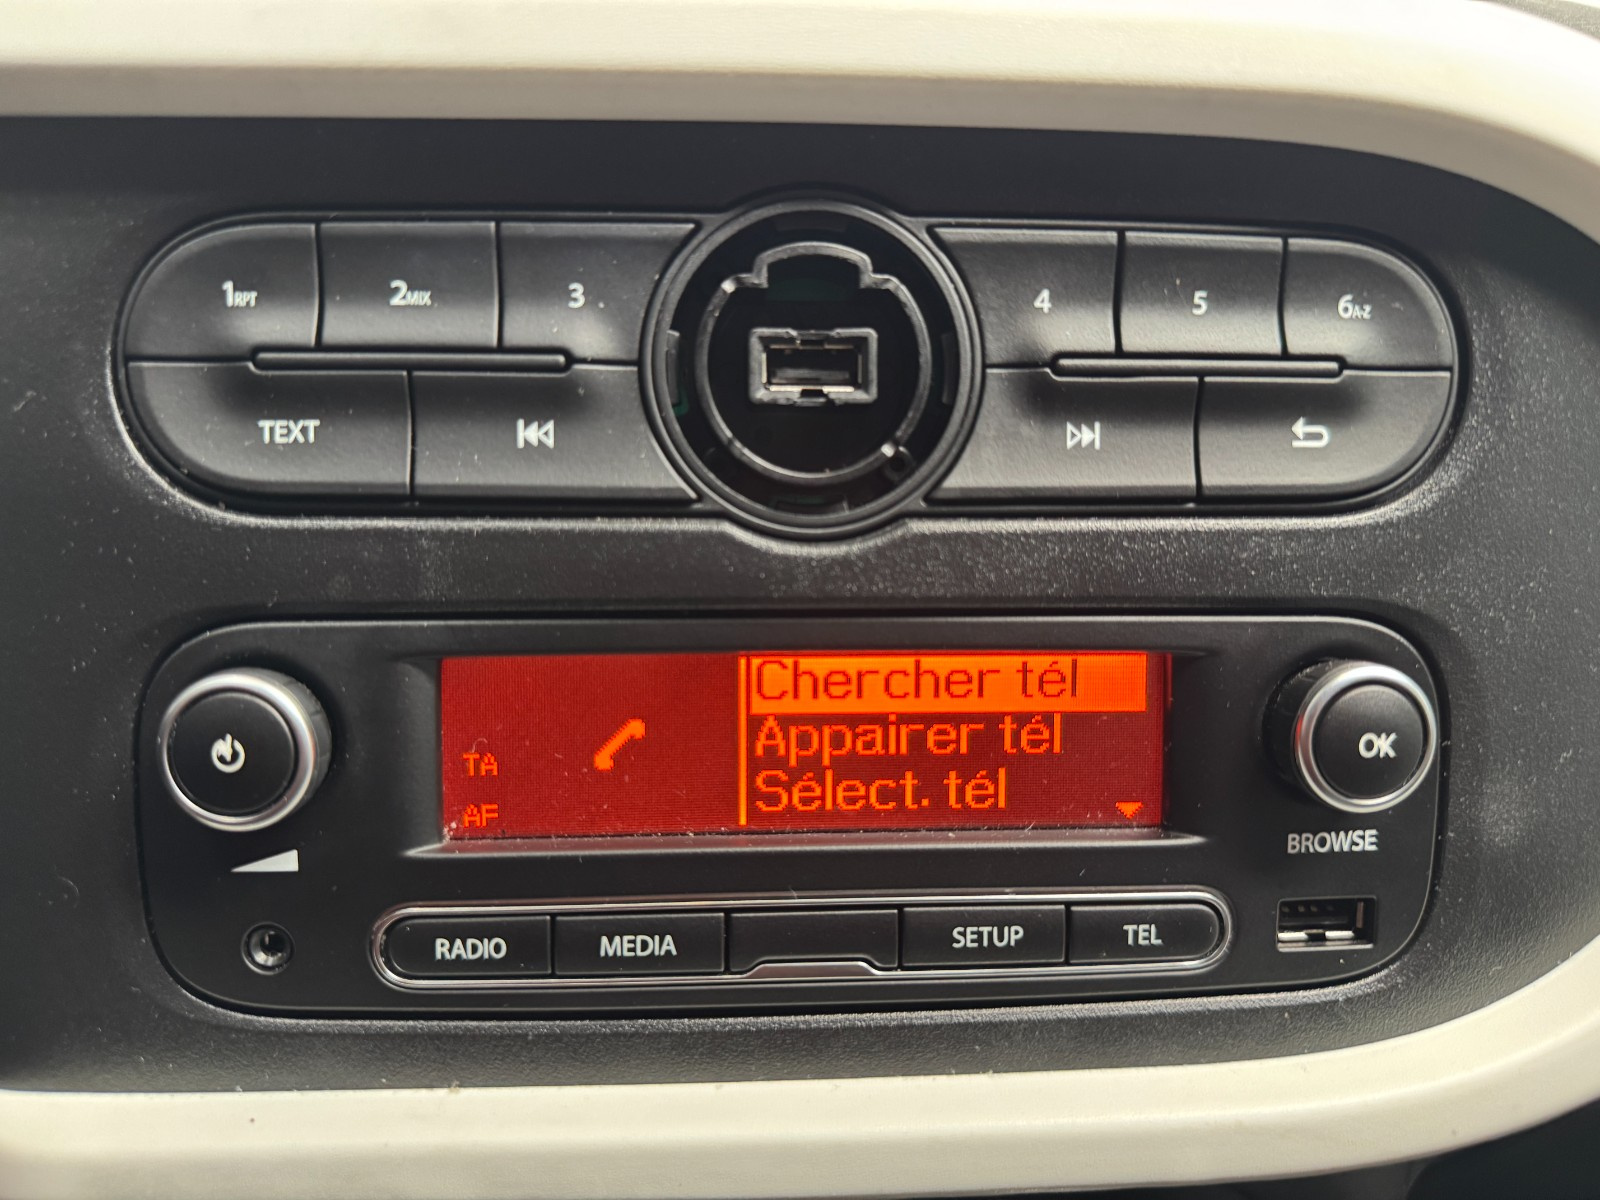 1RPT 2MIX 3 4 5 6A-Z
TEXT
Chercher tél
Appairer tél
Sélect. tél
TA
AF
OK
BROWSE
RADIO MEDIA SETUP TEL